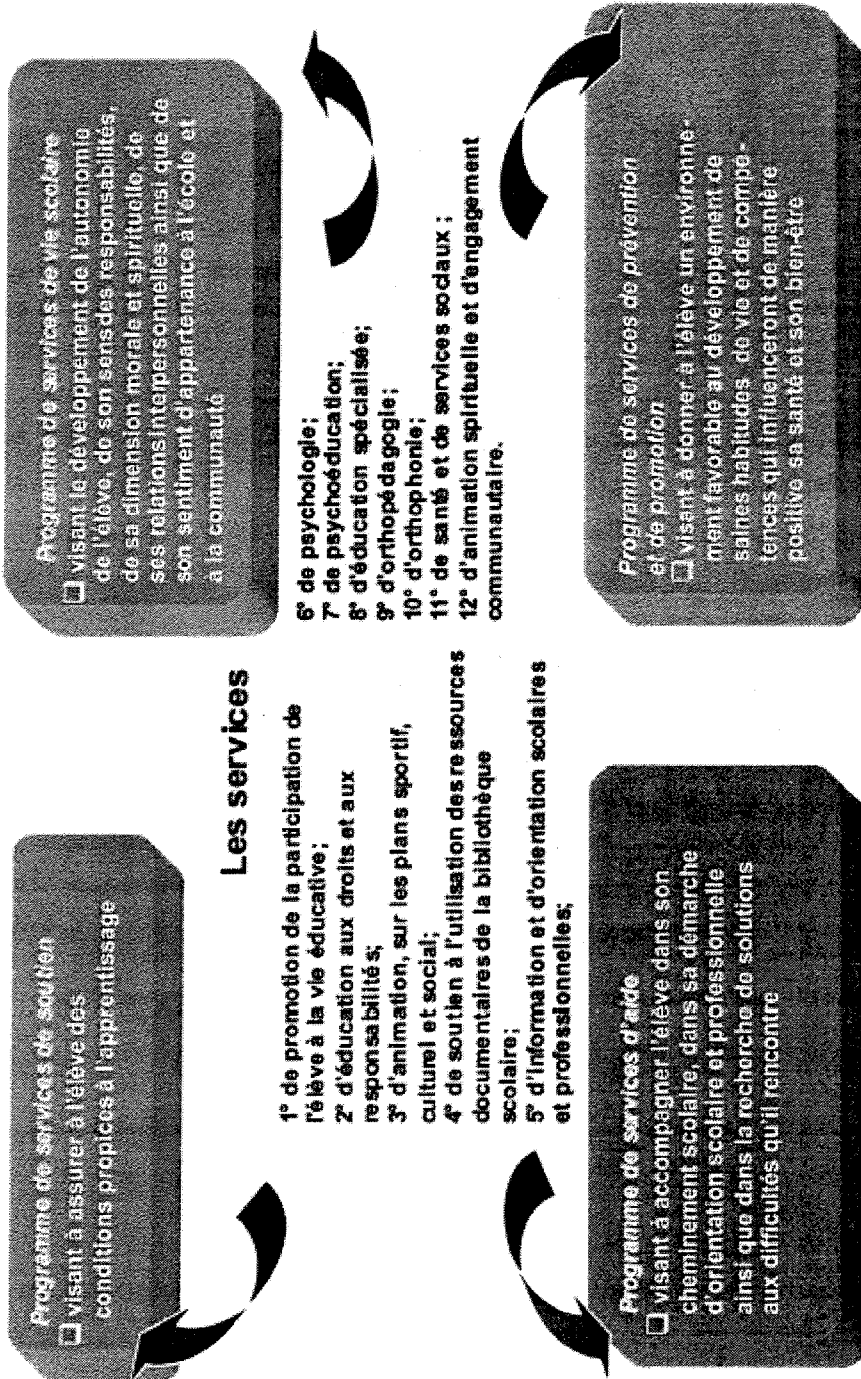 Programme de services de soutien
❑ visant à assurer à l'élève des
conditions propices à l'apprentissage
Programme de services de vie scolaire
❑ visant le développement de l'autonomie
de l'élève, de son sens des responsabilités,
de sa dimension morale et spirituelle, de
ses relations interpersonnelles ainsi que de
son sentiment d'appartenance à l'école et
à la communauté
Les services
1° de promotion de la participation de
l'élève à la vie éducative;
2° d'éducation aux droits et aux
responsabilités;
3° d'animation, sur les plans sportif,
culturel et social;
4° de soutien à l'utilisation des ressources
documentaires de la bibliothèque
scolaire;
5° d'information et d'orientation scolaires
et professionnelles;
6° de psychologie;
7° de psychoéducation;
8° d'éducation spécialisée;
9° d'orthopédagogie;
10° d'orthophonie;
11° de santé et de services sociaux ;
12° d'animation spirituelle et d'engagement
communautaire.
Programme de services d'aide
❑ visant à accompagner l'élève dans son
cheminement scolaire, dans sa démarche
d'orientation scolaire et professionnelle
ainsi que dans la recherche de solutions
aux difficultés qu'il rencontre
Programme de services de prévention
et de promotion
❑ visant à donner à l'élève un environne-
ment favorable au développement de
saines habitudes de vie et de compé-
tences qui influenceront de manière
positive sa santé et son bien-être